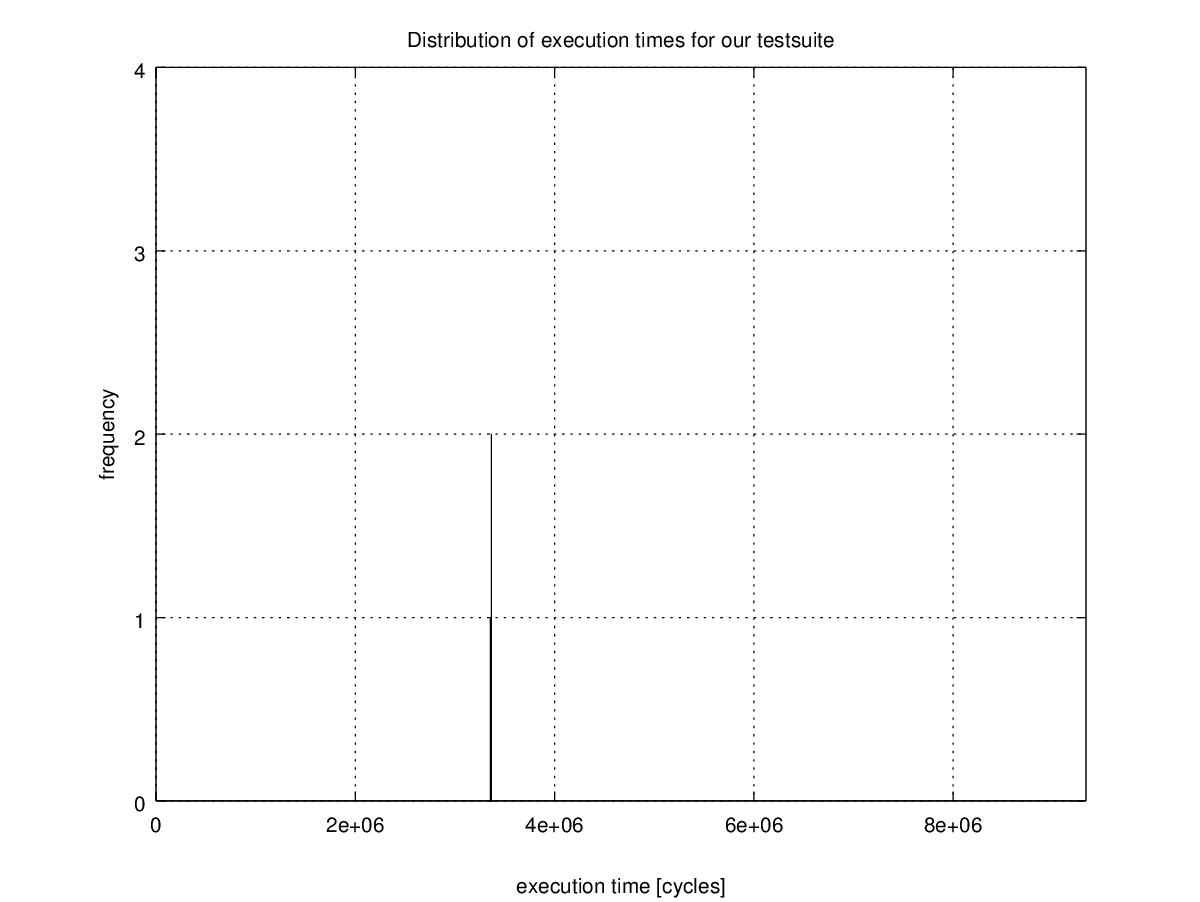 Distribution of execution times for our testsuite
4
3
2
1
0
frequency
0 2e+06 4e+06 6e+06 8e+06
execution time [cycles]